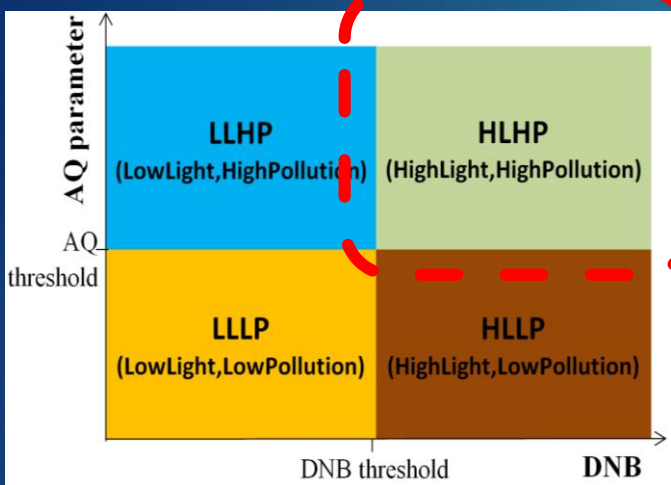 AQ parameter
LLHP
(LowLight,HighPollution)
HLHP
(HighLight,HighPollution)
AQ
threshold
LLLP
(LowLight,LowPollution)
HLLP
(HighLight,LowPollution)
DNB threshold
DNB